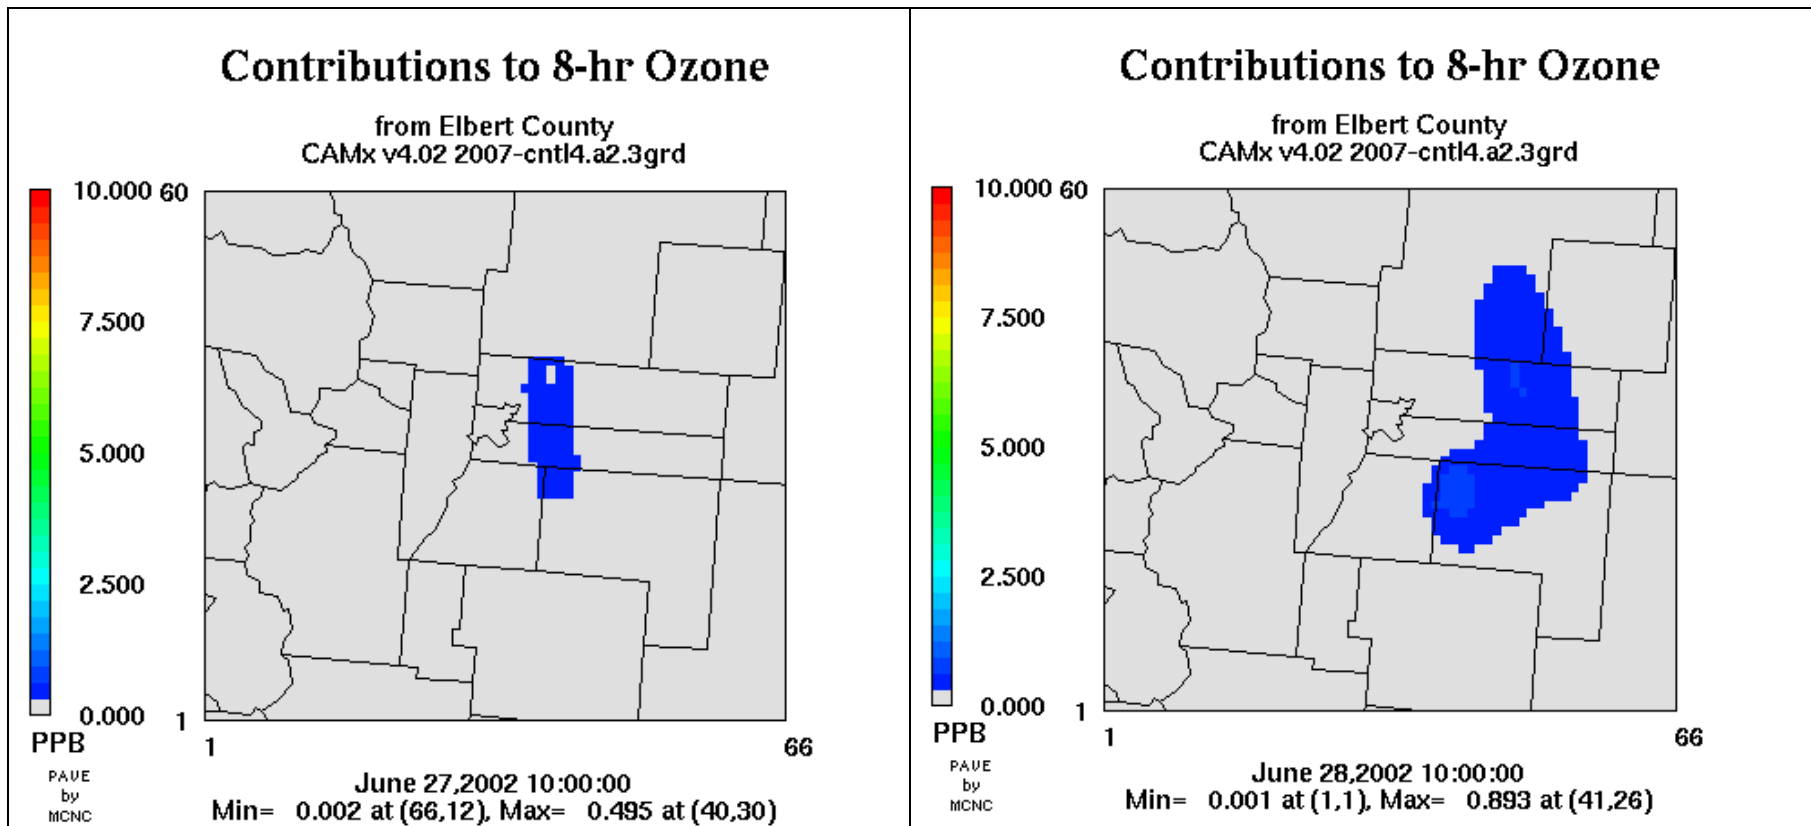 Contributions to 8-hr Ozone
from Elbert County
CAMx v4.02 2007-cntl4.a2.3grd
10.000
7.500
5.000
2.500
0.000
PPB
PAVE
by
MCNC
60
1
1
66
June 27,2002 10:00:00
Min= 0.002 at (66,12), Max= 0.495 at (40,30)
Contributions to 8-hr Ozone
from Elbert County
CAMx v4.02 2007-cntl4.a2.3grd
10.000
7.500
5.000
2.500
0.000
PPB
PAVE
by
MCNC
60
1
1
66
June 28,2002 10:00:00
Min= 0.001 at (1,1), Max= 0.893 at (41,26)